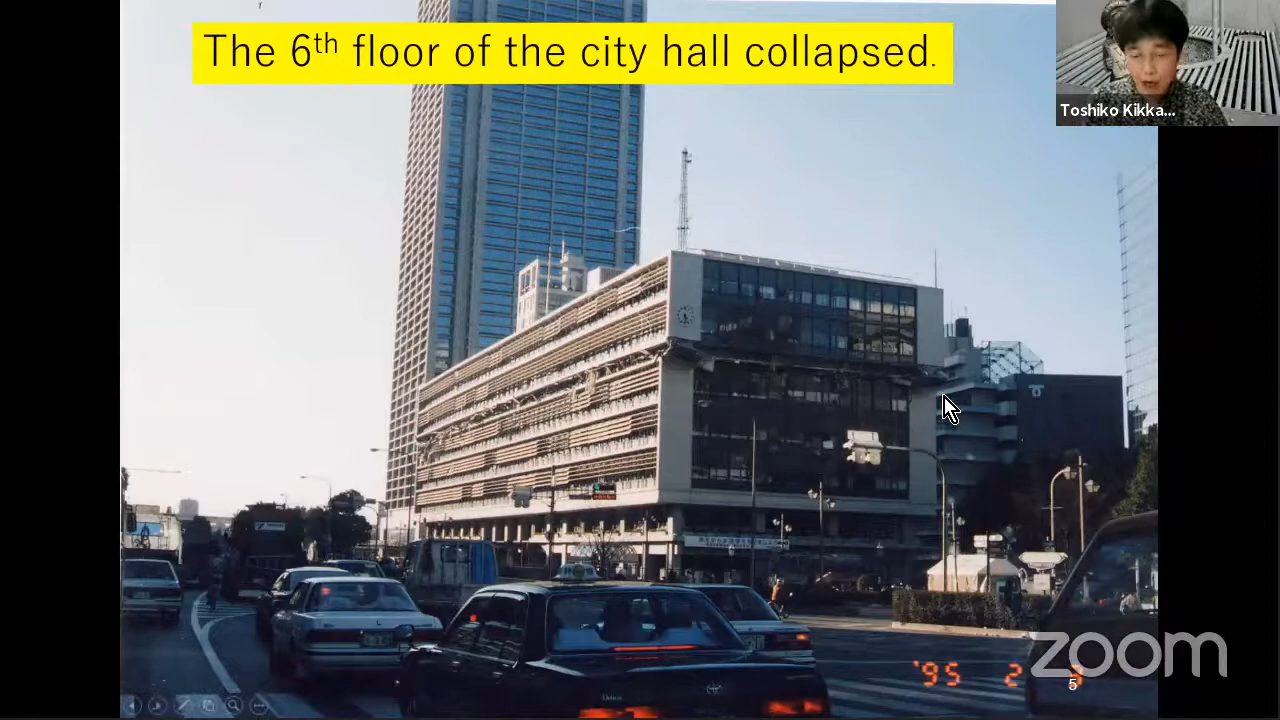 The 6th floor of the city hall collapsed.
Toshiko Kikka...
zoom
'95 2
5